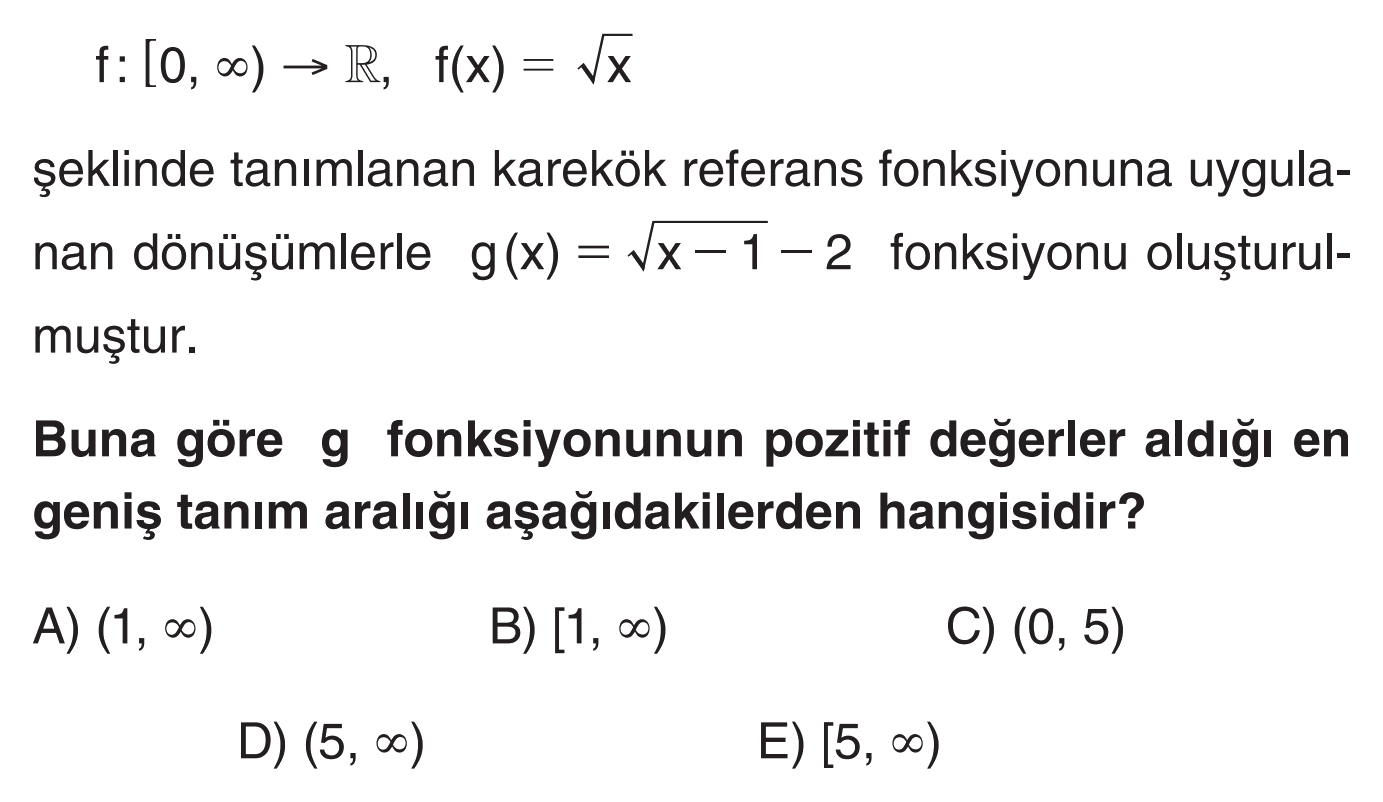 f: [0, ∞) → ℝ, f(x) = √x
şeklinde tanımlanan karekök referans fonksiyonuna uygula-
nan dönüşümlerle g(x) = √(x − 1) − 2 fonksiyonu oluşturul-
muştur.
Buna göre g fonksiyonunun pozitif değerler aldığı en
geniş tanım aralığı aşağıdakilerden hangisidir?
A) (1, ∞) B) [1, ∞) C) (0, 5)
D) (5, ∞) E) [5, ∞)